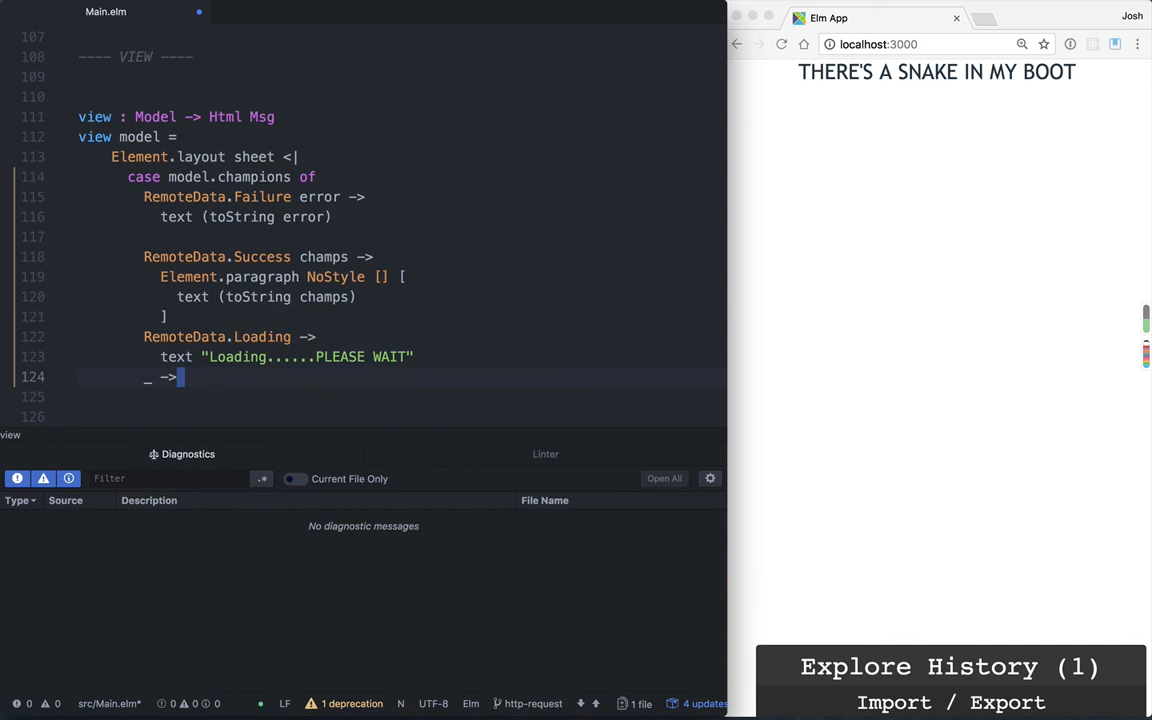 Main.elm
107
108 ---- VIEW ----
109
110
111 view : Model -> Html Msg
112 view model =
113 Element.layout sheet <|
114 case model.champions of
115 RemoteData.Failure error ->
116 text (toString error)
117
118 RemoteData.Success champs ->
119 Element.paragraph NoStyle [] [
120 text (toString champs)
121 ]
122 RemoteData.Loading ->
123 text "Loading......PLEASE WAIT"
124 _ ->
125
126
view
Diagnostics
Linter
Filter
.*
Current File Only
Open All
Type Source Description File Name
No diagnostic messages
0 0 src/Main.elm* 0 0 0 LF 1 deprecation N UTF-8 Elm http-request 1 file 4 updates
Elm App
Josh
localhost:3000
THERE'S A SNAKE IN MY BOOT
Explore History (1)
Import / Export